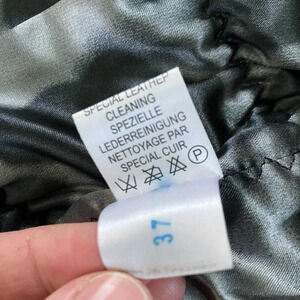 SPECIAL LEATHER
CLEANING
SPEZIELLE
LEDERREINIGUNG
NETTOYAGE PAR
SPECIAL CUIR
P
37